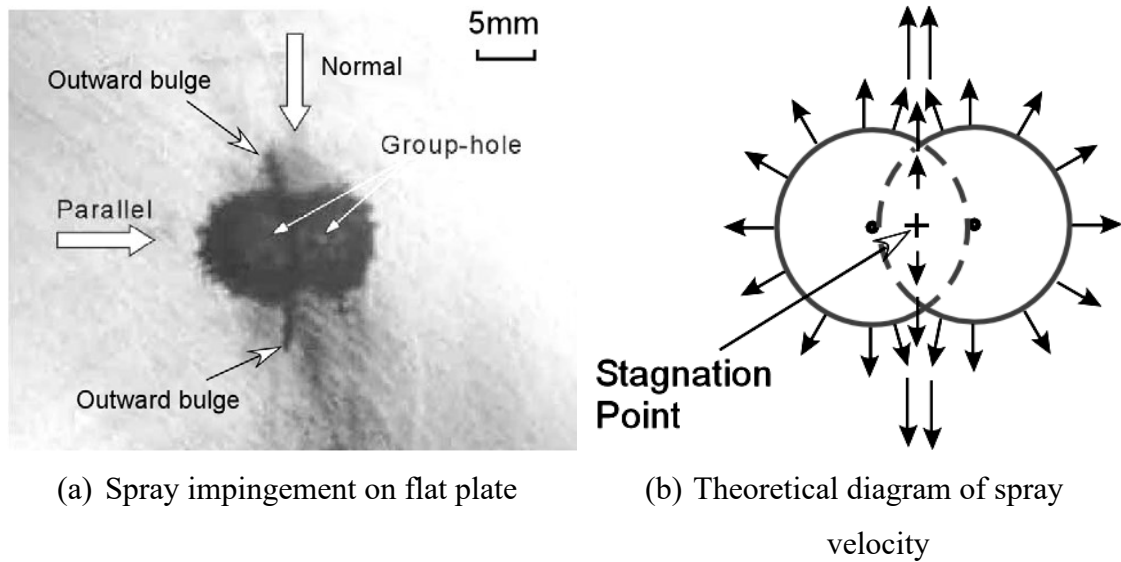 5mm
Normal
Outward bulge
Group-hole
Parallel
Outward bulge
Stagnation
Point
(a) Spray impingement on flat plate
(b) Theoretical diagram of spray
velocity